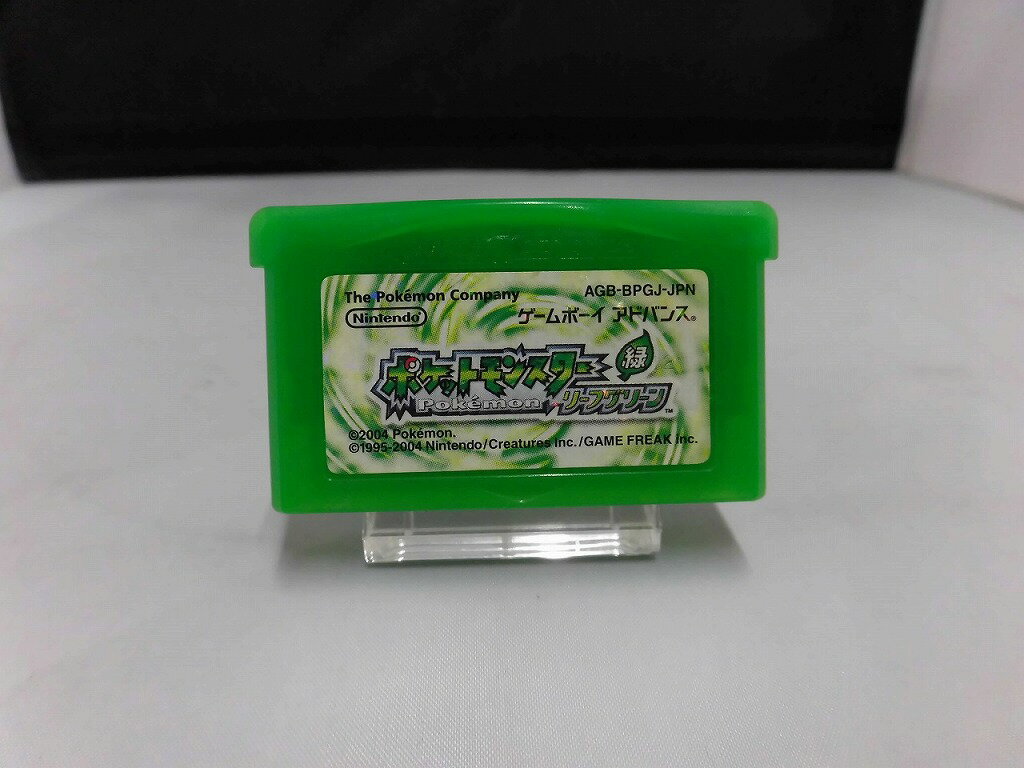 The Pokémon Company AGB-BPGJ-JPN
Nintendo ゲームボーイ アドバンス®
ポケットモンスター 緑
Pokémon リーフグリーン™
©2004 Pokémon.
©1995-2004 Nintendo/Creatures inc./GAME FREAK inc.